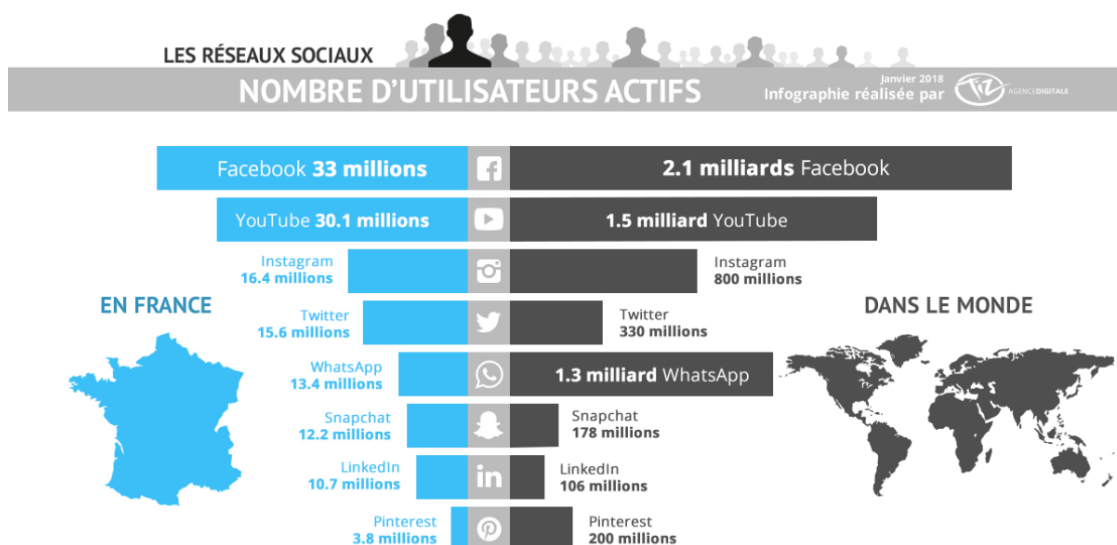 LES RÉSEAUX SOCIAUX
NOMBRE D'UTILISATEURS ACTIFS
Janvier 2018
Infographie réalisée par
Tiz
AGENCEDIGITALE
Facebook 33 millions
2.1 milliards Facebook
YouTube 30.1 millions
1.5 milliard YouTube
Instagram
16.4 millions
Instagram
800 millions
EN FRANCE
DANS LE MONDE
Twitter
15.6 millions
Twitter
330 millions
WhatsApp
13.4 millions
1.3 milliard WhatsApp
Snapchat
12.2 millions
Snapchat
178 millions
LinkedIn
10.7 millions
in
LinkedIn
106 millions
Pinterest
3.8 millions
Pinterest
200 millions